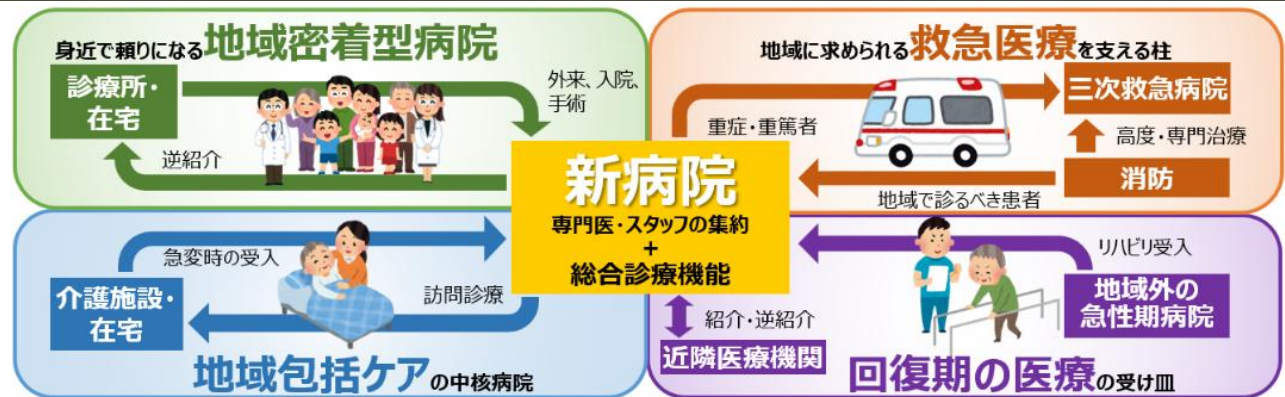 身近で頼りになる地域密着型病院
診療所・
在宅
外来、入院、
手術
逆紹介
地域に求められる救急医療を支える柱
三次救急病院
重症・重篤者
高度・専門治療
消防
地域で診るべき患者
新病院
専門医・スタッフの集約
+
総合診療機能
急変時の受入
介護施設・
在宅
訪問診療
地域包括ケアの中核病院
リハビリ受入
地域外の
急性期病院
紹介・逆紹介
近隣医療機関
回復期の医療の受け皿